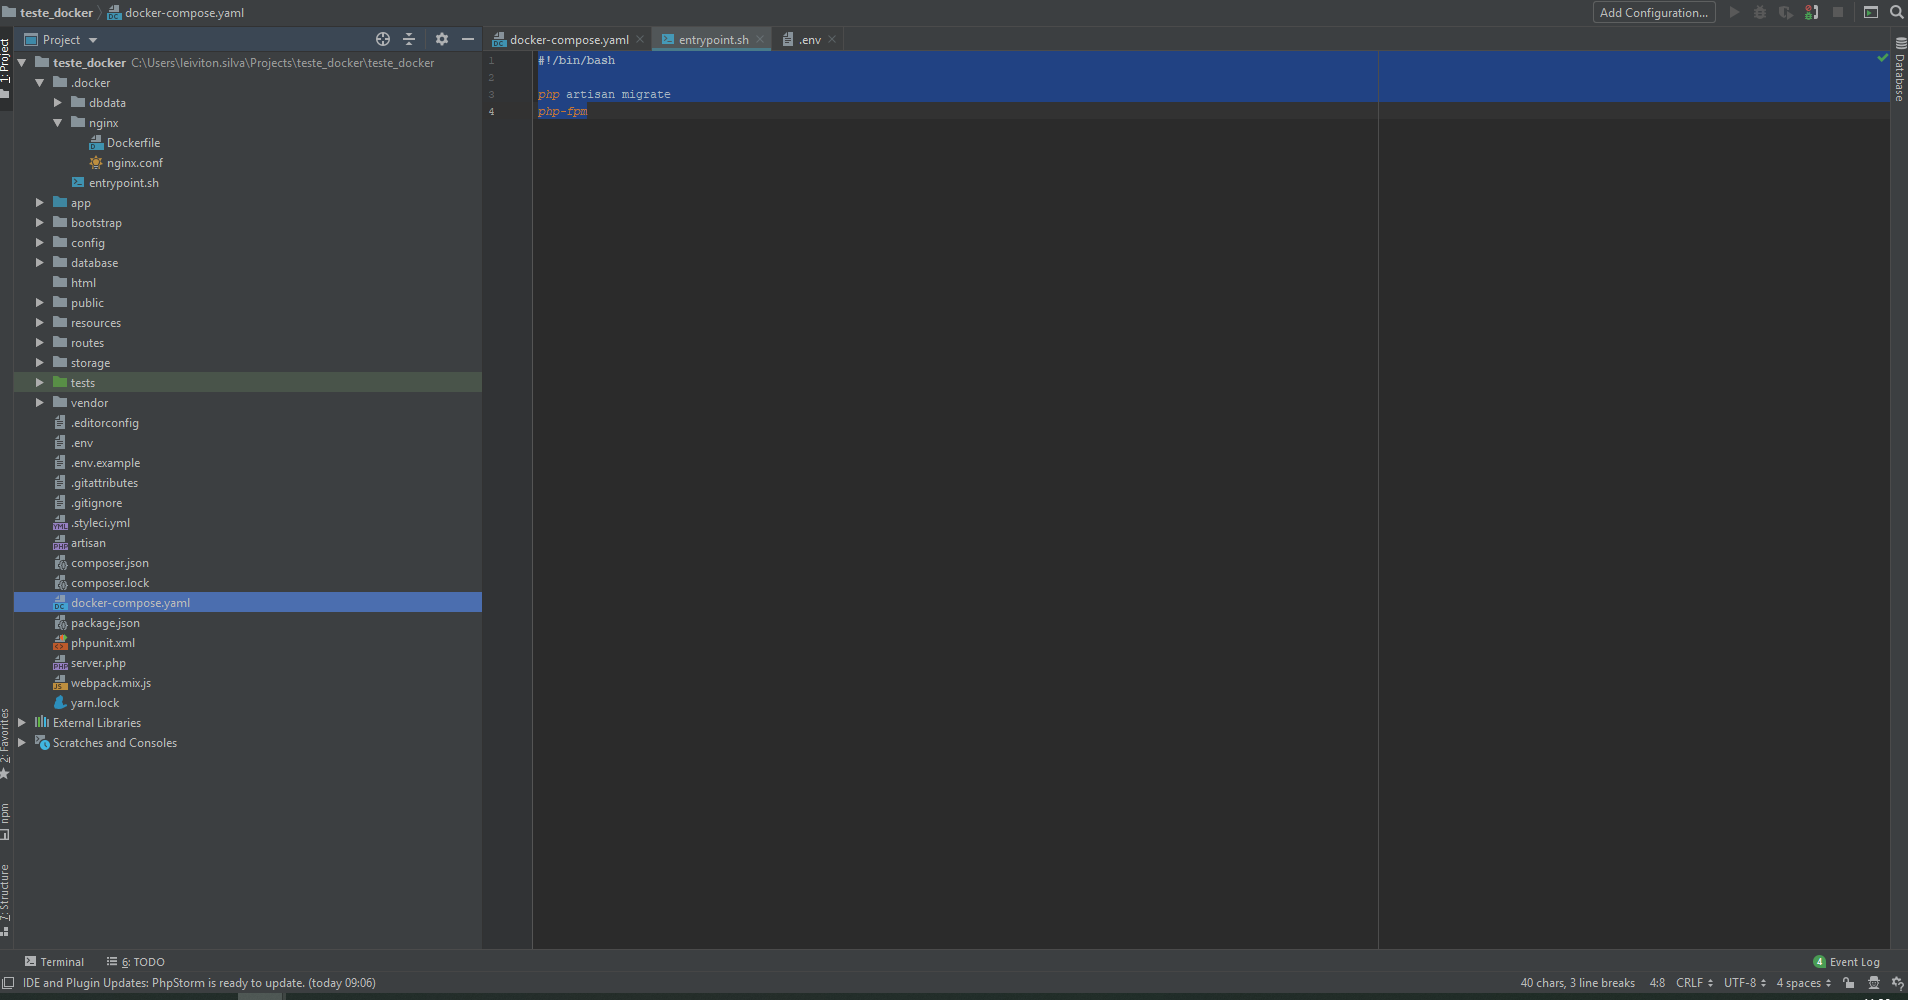 teste_docker docker-compose.yaml Add Configuration...
Project docker-compose.yaml entrypoint.sh .env
1: Project
teste_docker C:\Users\leiviton.silva\Projects\teste_docker\teste_docker
.docker
dbdata
nginx
Dockerfile
nginx.conf
entrypoint.sh
app
bootstrap
config
database
html
public
resources
routes
storage
tests
vendor
.editorconfig
.env
.env.example
.gitattributes
.gitignore
.styleci.yml
artisan
composer.json
composer.lock
docker-compose.yaml
package.json
phpunit.xml
server.php
webpack.mix.js
yarn.lock
External Libraries
Scratches and Consoles
1 #!/bin/bash
2
3 php artisan migrate
4 php-fpm
Database
2: Favorites
npm
7: Structure
Terminal 6: TODO 4 Event Log
IDE and Plugin Updates: PhpStorm is ready to update. (today 09:06) 40 chars, 3 line breaks 4:8 CRLF UTF-8 4 spaces